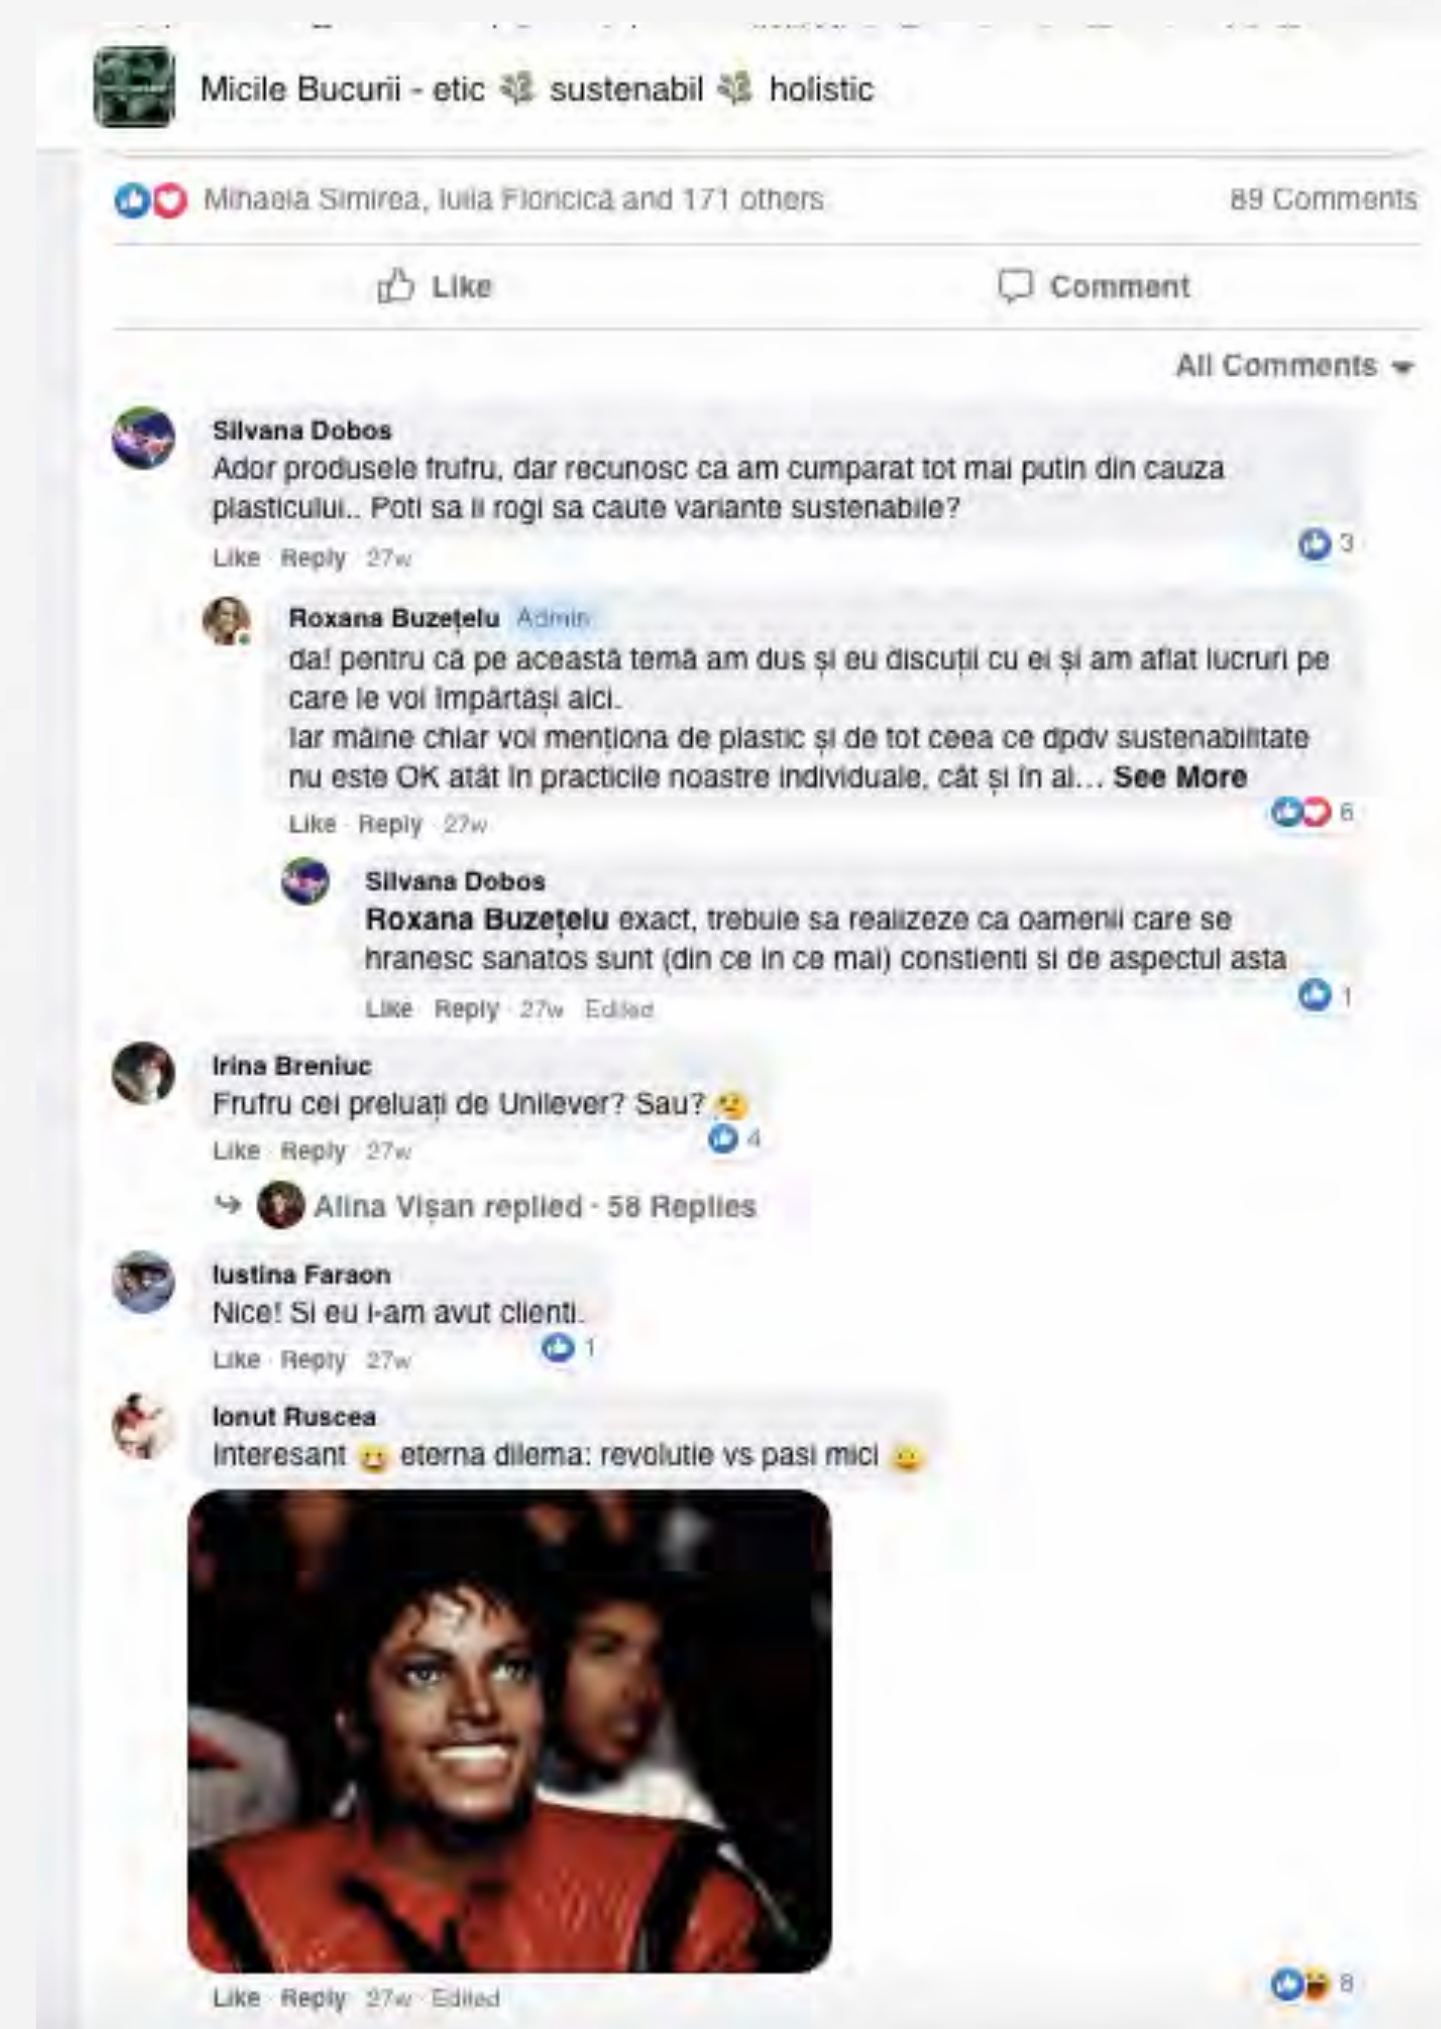 Micile Bucurii - etic sustenabil holistic
Mihaela Simirea, Iulia Floncică and 171 others
89 Comments
Like
Comment
All Comments
Silvana Dobos
Ador produsele frufru, dar recunosc ca am cumparat tot mai putin din cauza
plasticului.. Poti sa ii rogi sa caute variante sustenabile?
3
Like Reply 27w
Roxana Buzețelu Admin
da! pentru că pe această temă am dus și eu discuții cu ei și am aflat lucruri pe
care le voi împărtăși aici.
Iar mâine chiar voi menționa de plastic și de tot ceea ce dpdv sustenabilitate
nu este OK atât în practicile noastre individuale, cât și în al... See More
6
Like · Reply · 27w
Silvana Dobos
Roxana Buzețelu exact, trebuie sa realizeze ca oamenii care se
hranesc sanatos sunt (din ce in ce mai) constienti si de aspectul asta
1
Like · Reply · 27w Edited
Irina Breniuc
Frufru cei preluați de Unilever? Sau?
4
Like · Reply 27w
Alina Vișan replied · 58 Replies
Iustina Faraon
Nice! Si eu i-am avut clienti.
1
Like · Reply 27w
Ionut Ruscea
Interesant eterna dilema: revolutie vs pasi mici
Like · Reply 27w · Edited
8